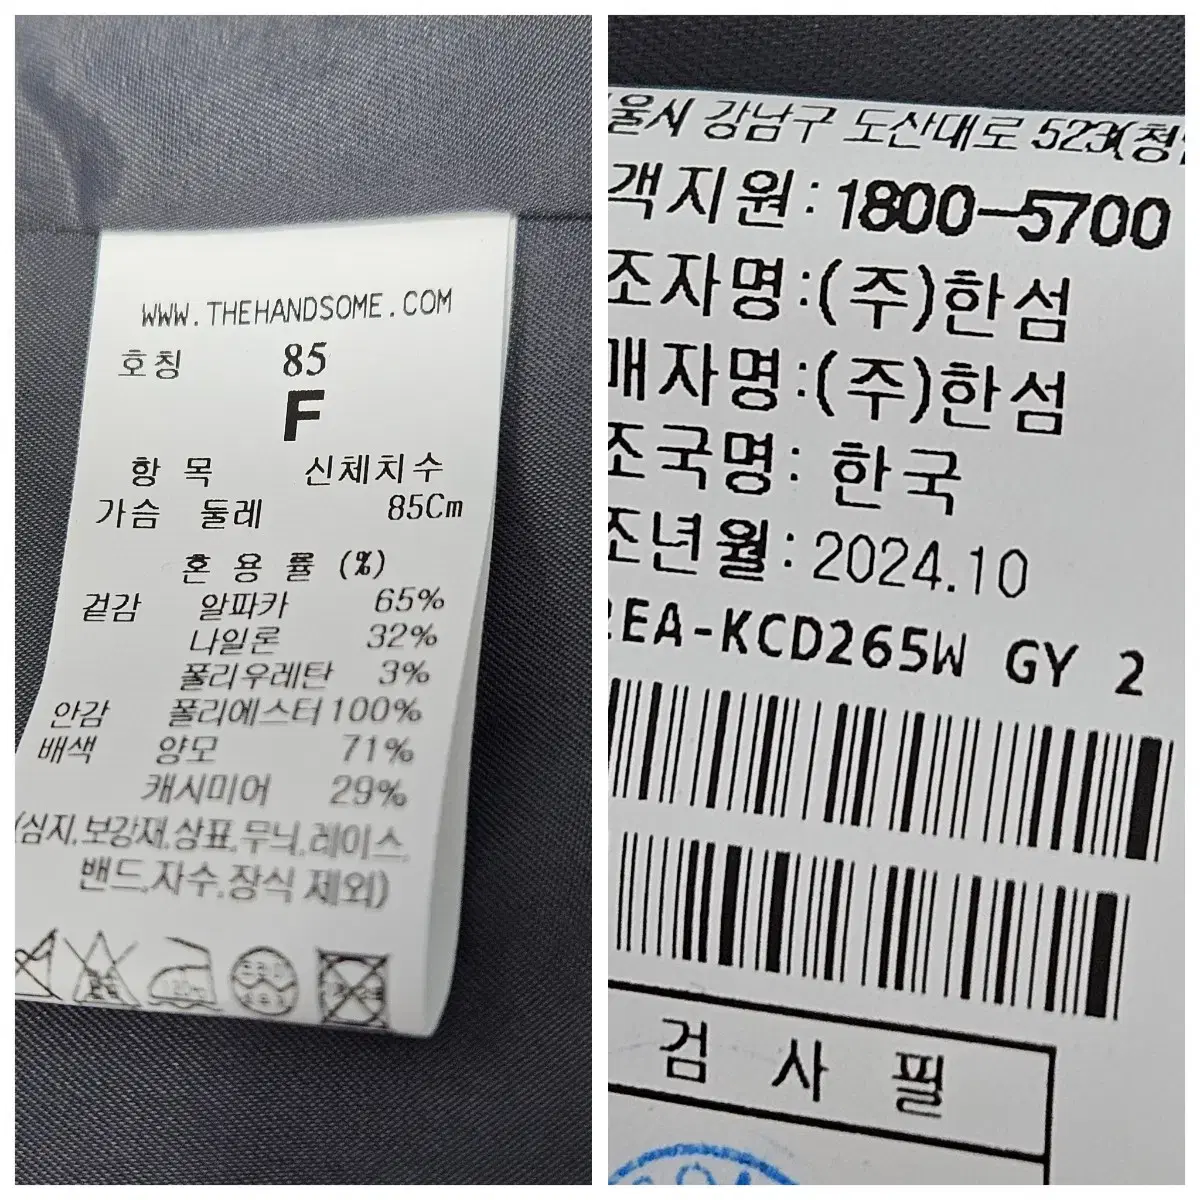 WWW.THEHANDSOME.COM
호칭 85
F
항 목 신체치수
가슴 둘레 85Cm
혼 용 률 (%)
겉감 알파카 65%
나일론 32%
폴리우레탄 3%
안감 폴리에스터 100%
배색 양모 71%
캐시미어 29%
(심지,보강재,상표,무늬,레이스,
밴드,자수,장식 제외)
울시 강남구 도산대로 523(청
객지원:1800-5700
조자명:(주)한섬
매자명:(주)한섬
조국명:한국
조년월:2024.10
EA-KCD265W GY 2
검 사 필